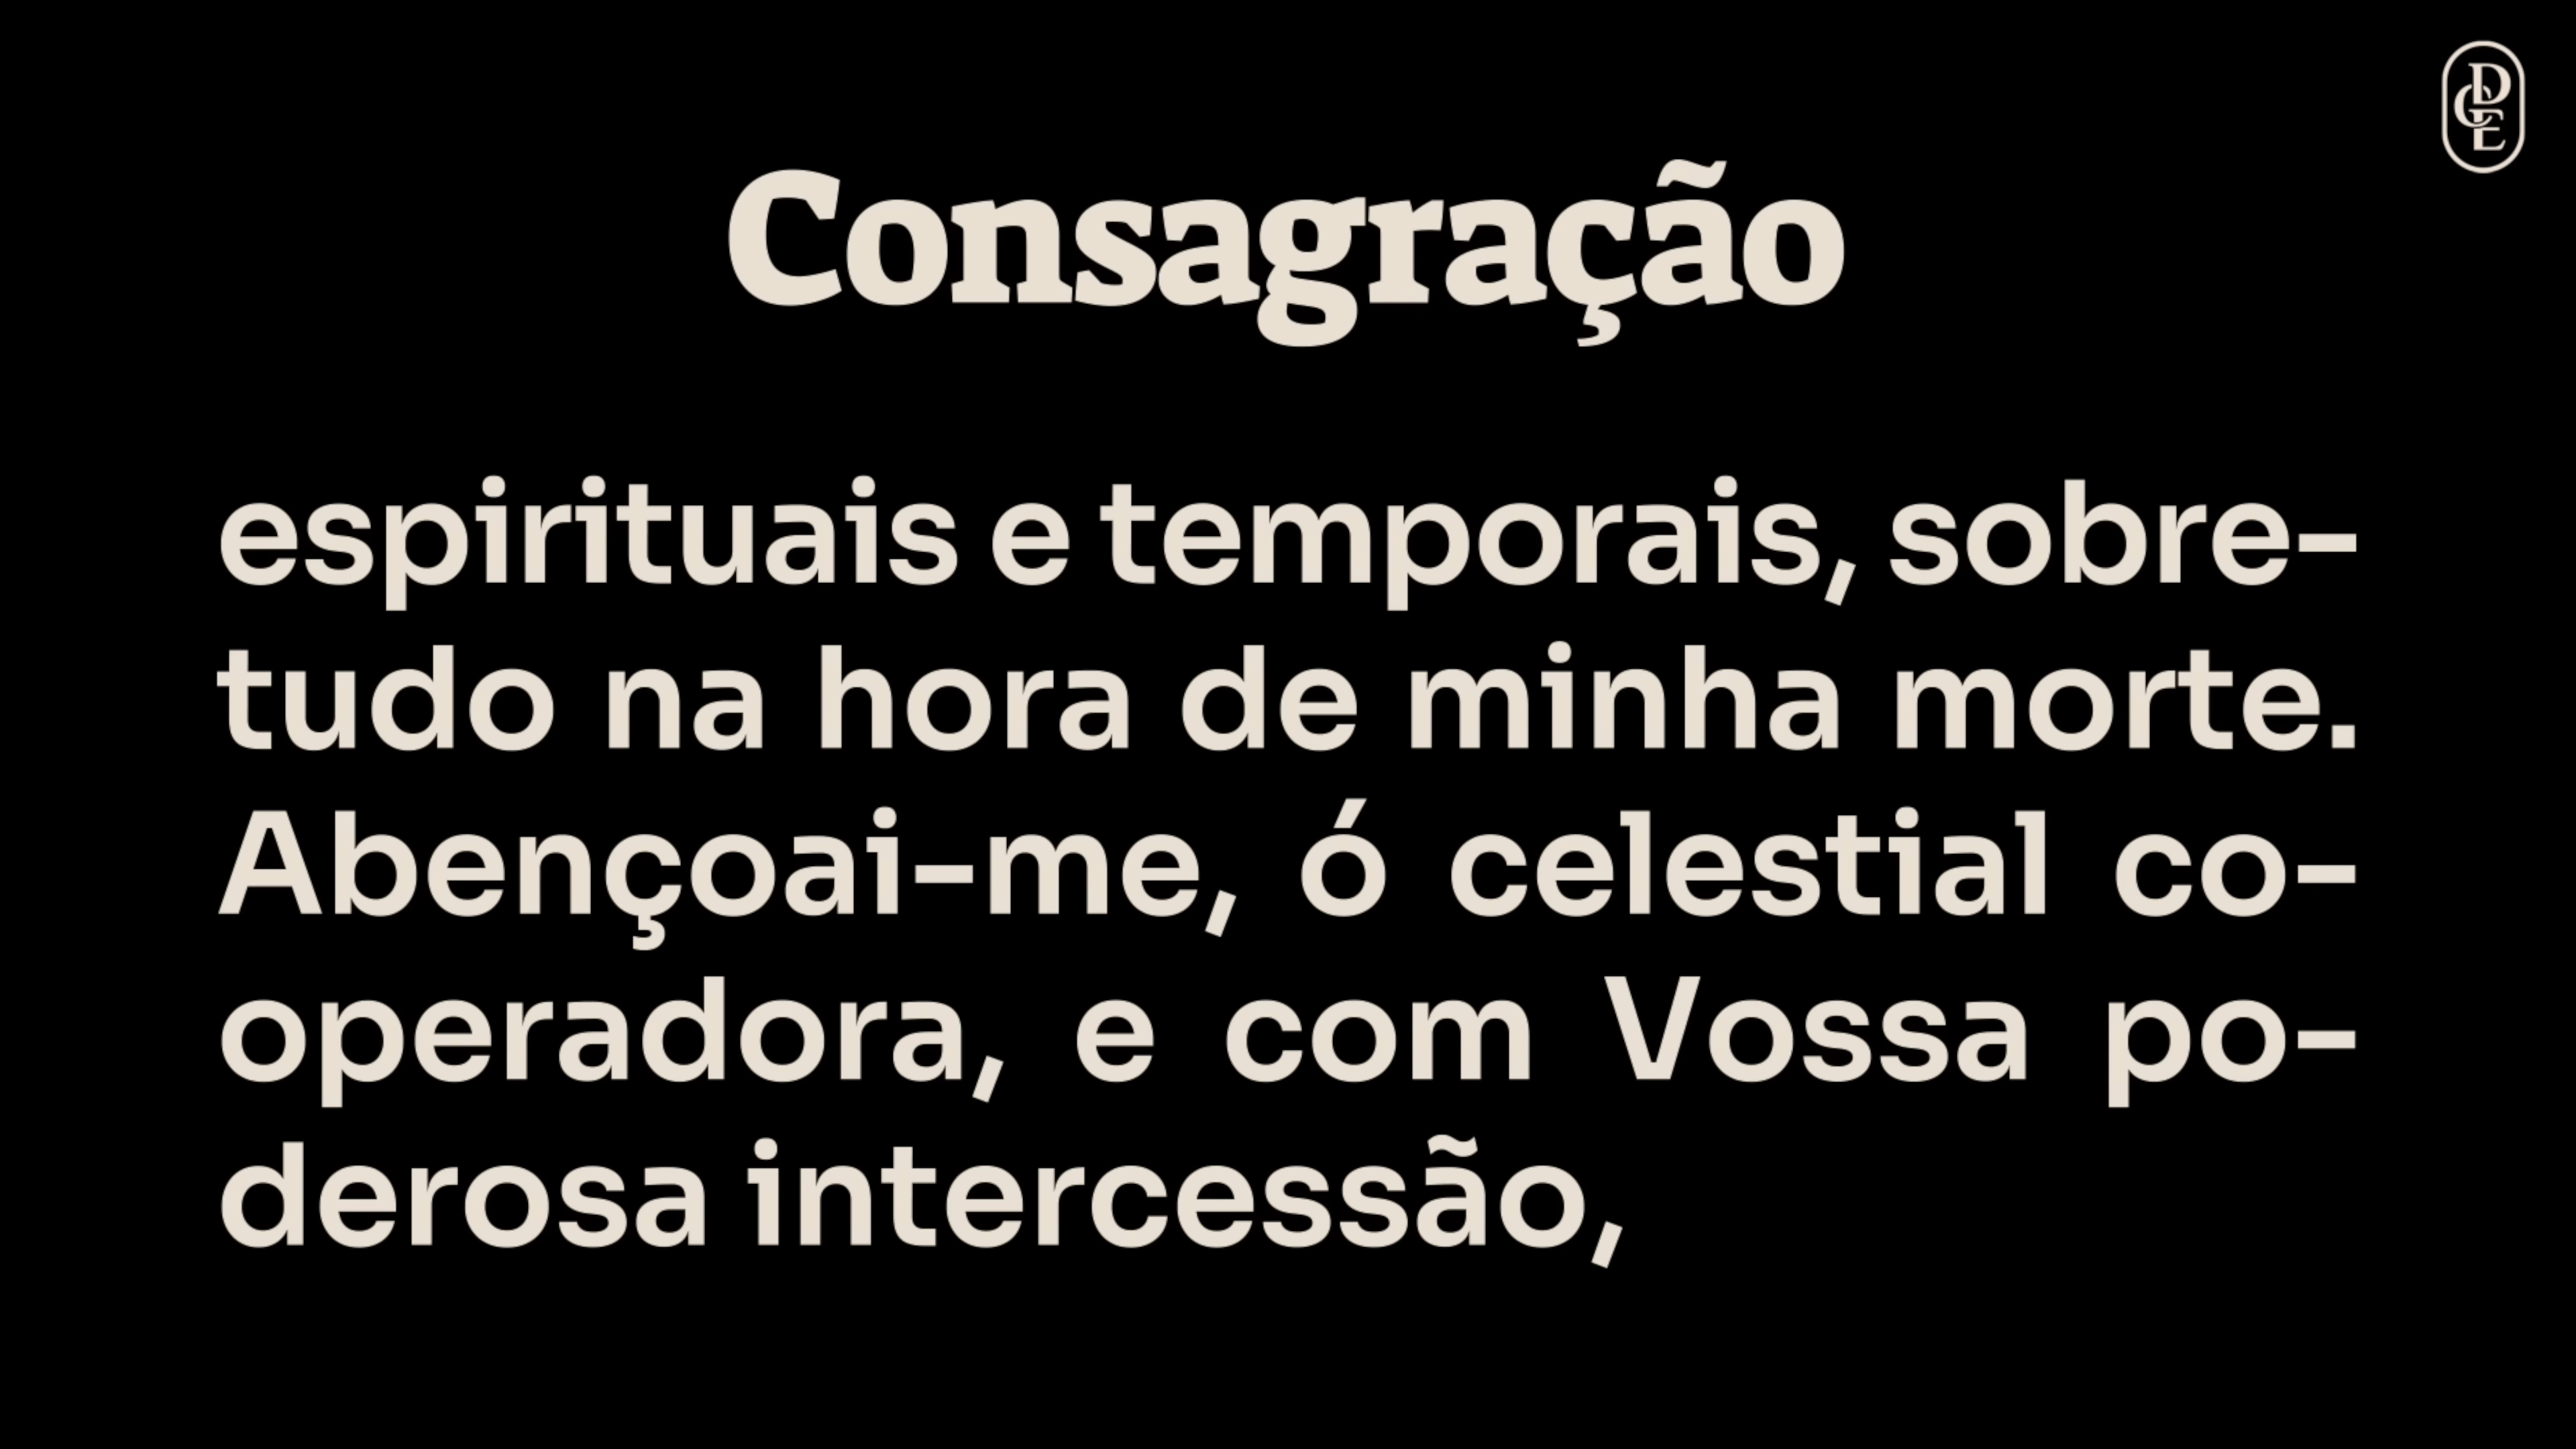 DCE
Consagração
espirituais e temporais, sobre-
tudo na hora de minha morte.
Abençoai-me, ó celestial co-
operadora, e com Vossa po-
derosa intercessão,